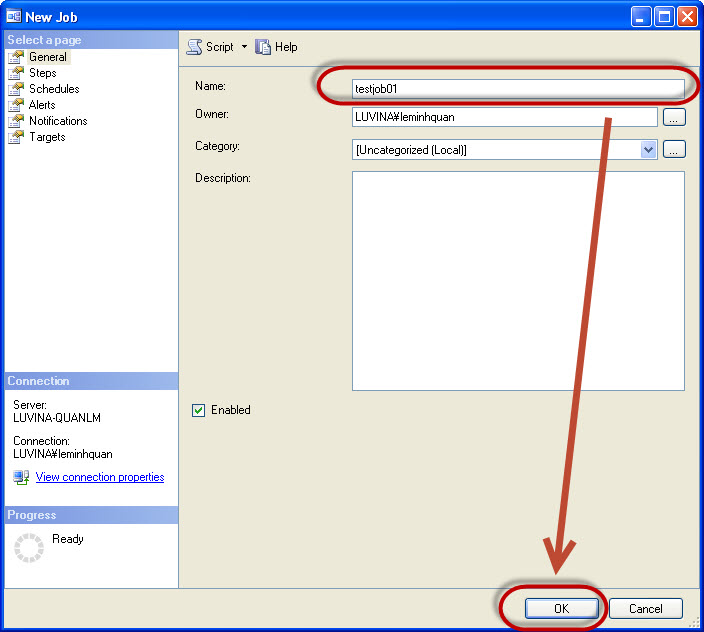 New Job
Select a page
General
Steps
Schedules
Alerts
Notifications
Targets
Script
Help
Name:
testjob01
Owner:
LUVINA¥leminhquan
...
Category:
[Uncategorized (Local)]
...
Description:
Enabled
Connection
Server:
LUVINA-QUANLM
Connection:
LUVINA¥leminhquan
View connection properties
Progress
Ready
OK
Cancel